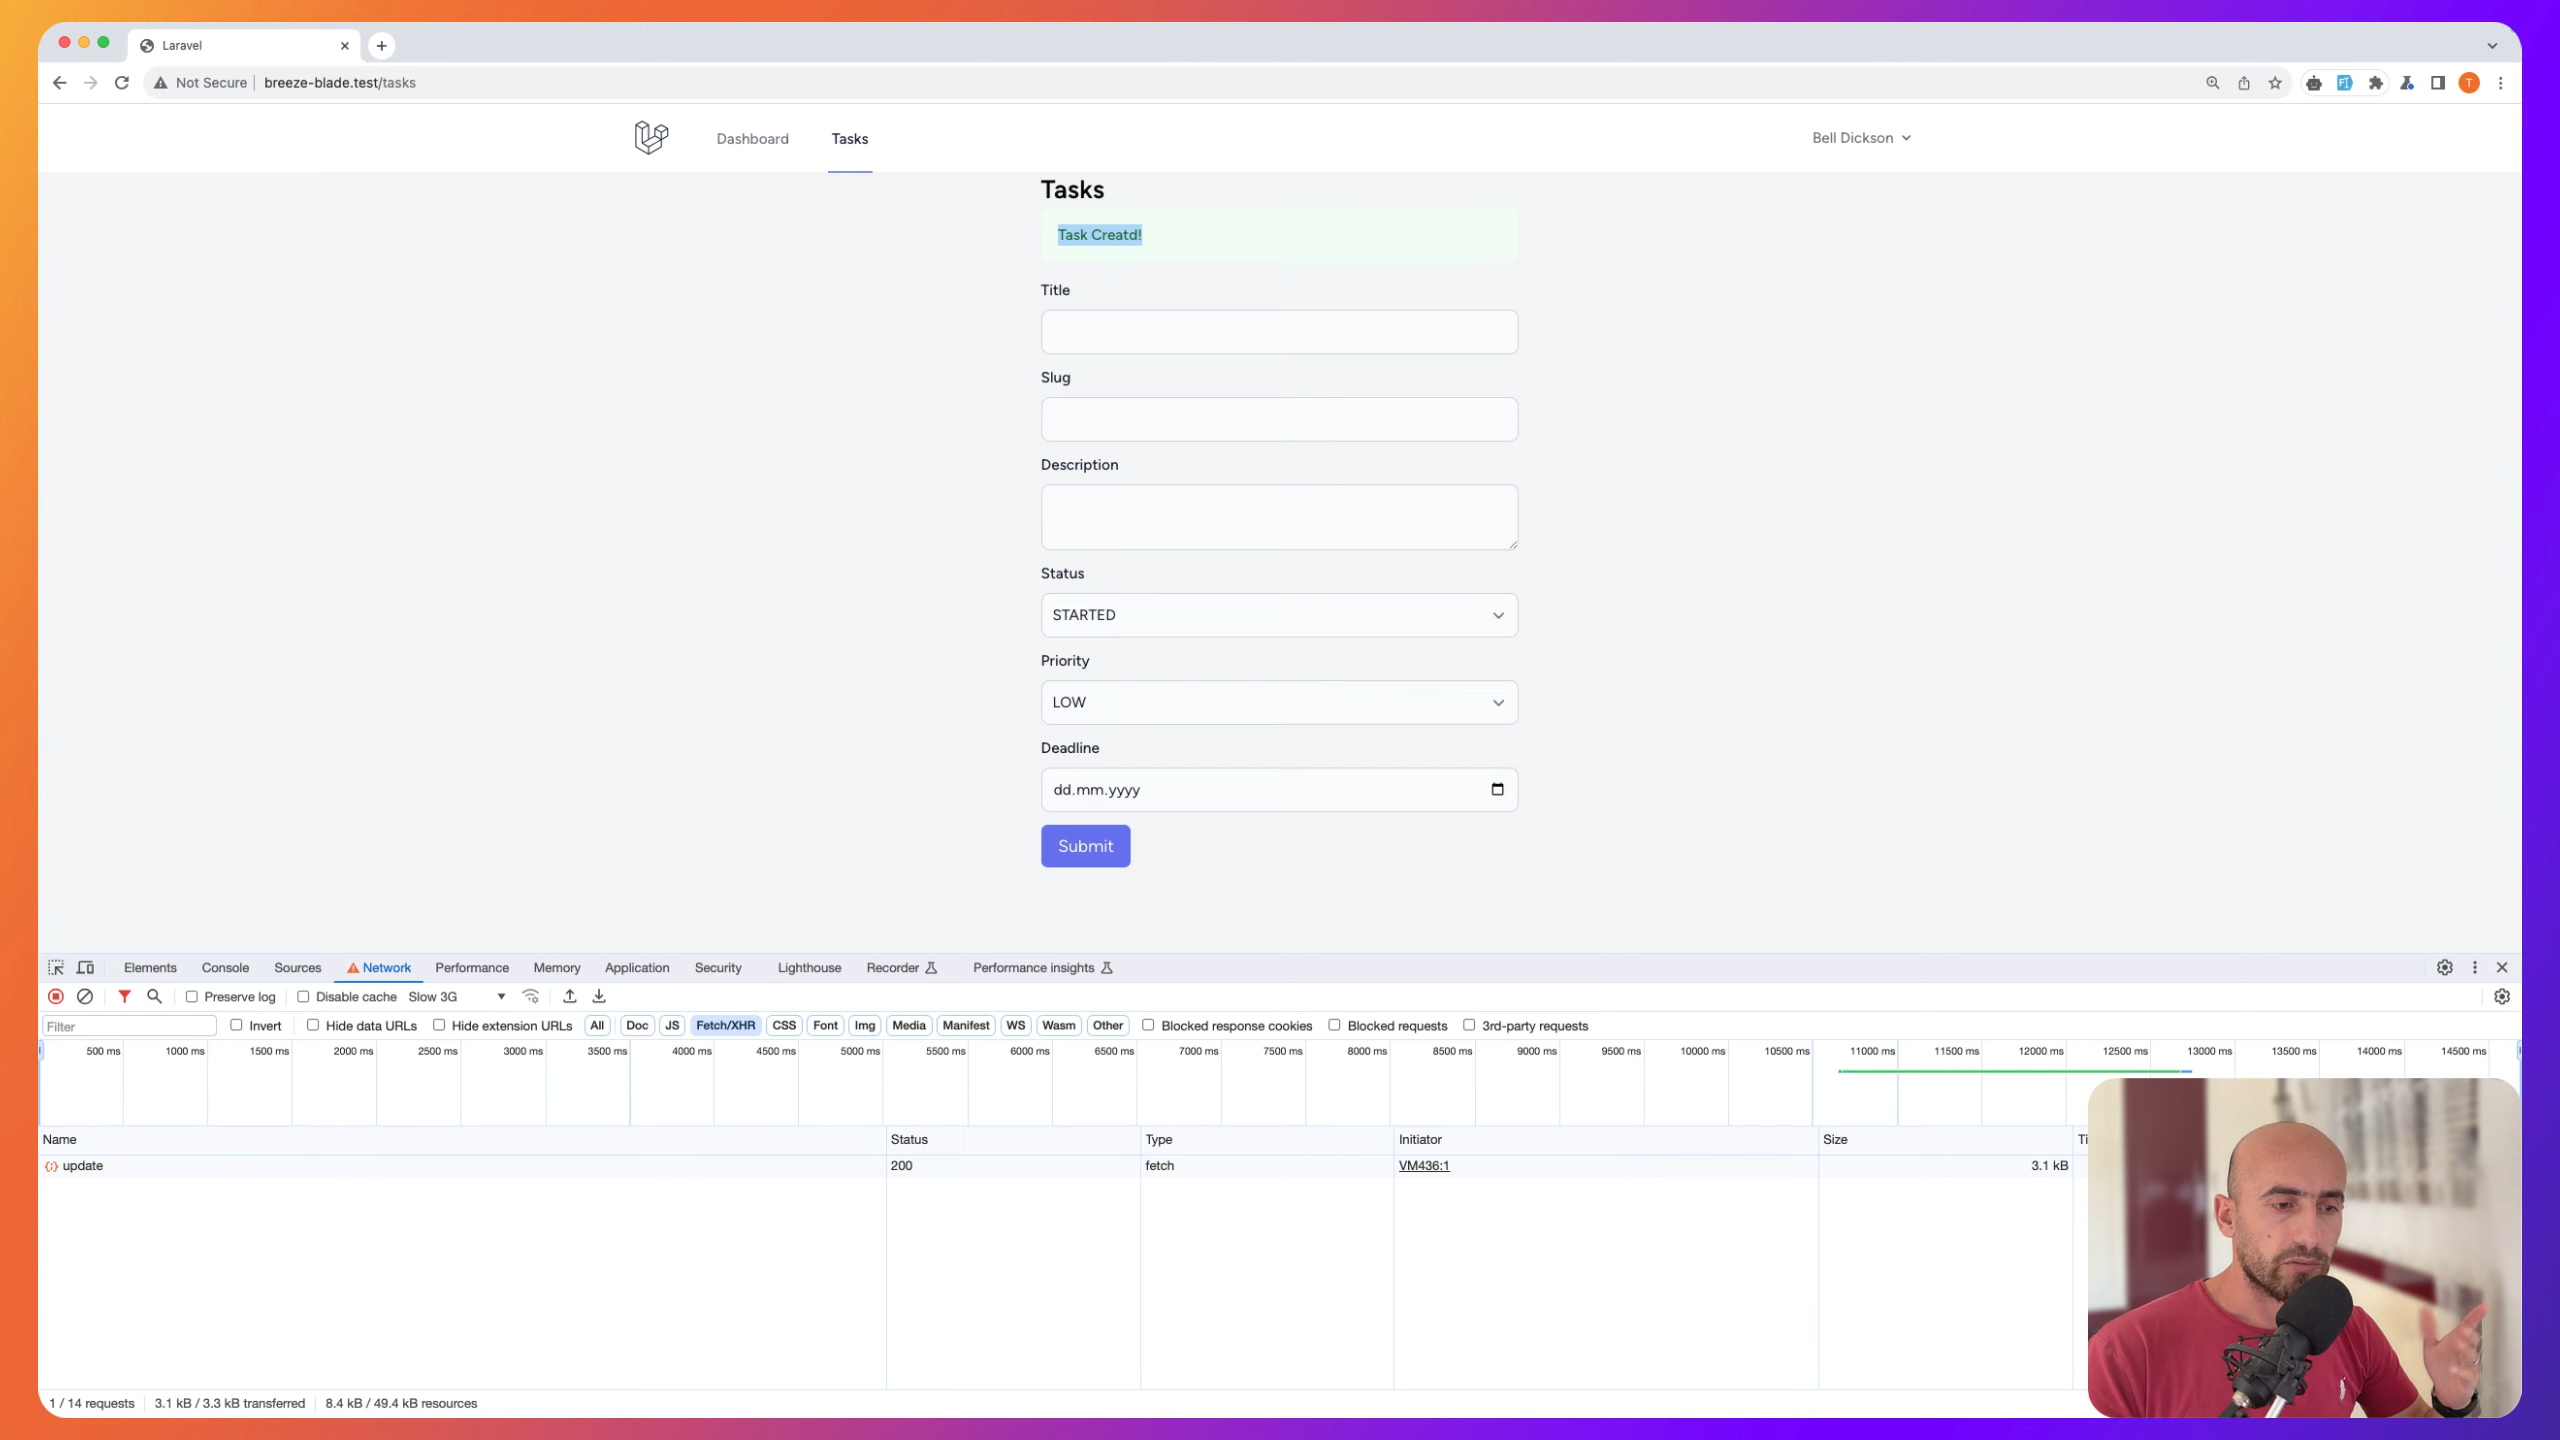 Laravel
Not Secure | breeze-blade.test/tasks
T
Dashboard
Tasks
Bell Dickson
Tasks
Task Creatd!
Title
Slug
Description
Status
STARTED
Priority
LOW
Deadline
dd.mm.yyyy
Submit
Elements Console Sources Network Performance Memory Application Security Lighthouse Recorder Performance insights
Preserve log Disable cache Slow 3G
Filter Invert Hide data URLs Hide extension URLs All Doc JS Fetch/XHR CSS Font Img Media Manifest WS Wasm Other Blocked response cookies Blocked requests 3rd-party requests
500 ms 1000 ms 1500 ms 2000 ms 2500 ms 3000 ms 3500 ms 4000 ms 4500 ms 5000 ms 5500 ms 6000 ms 6500 ms 7000 ms 7500 ms 8000 ms 8500 ms 9000 ms 9500 ms 10000 ms 10500 ms 11000 ms 11500 ms 12000 ms 12500 ms 13000 ms 13500 ms 14000 ms 14500 ms
Name Status Type Initiator Size Ti
update 200 fetch VM436:1 3.1 kB
1 / 14 requests 3.1 kB / 3.3 kB transferred 8.4 kB / 49.4 kB resources